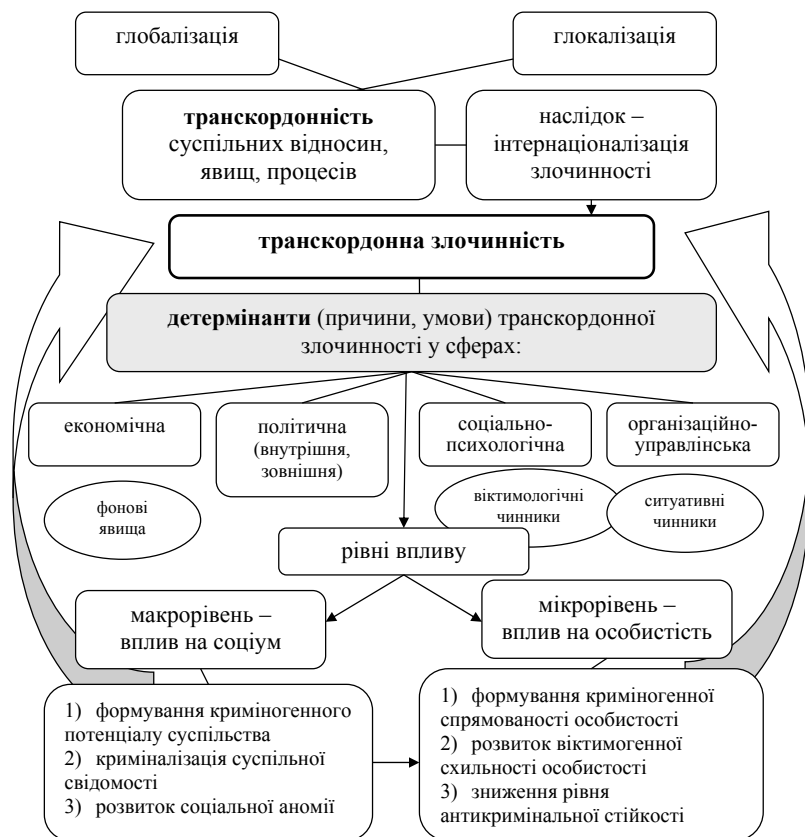 глобалізація
глокалізація
транскордонність
суспільних відносин,
явищ, процесів
наслідок –
інтернаціоналізація
злочинності
транскордонна злочинність
детермінанти (причини, умови) транскордонної
злочинності у сферах:
економічна
політична
(внутрішня,
зовнішня)
соціально-
психологічна
організаційно-
управлінська
фонові
явища
віктимологічні
чинники
ситуативні
чинники
рівні впливу
макрорівень –
вплив на соціум
мікрорівень –
вплив на особистість
1) формування криміногенного
потенціалу суспільства
2) криміналізація суспільної
свідомості
3) розвиток соціальної аномії
1) формування криміногенної
спрямованості особистості
2) розвиток віктимогенної
схильності особистості
3) зниження рівня
антикримінальної стійкості